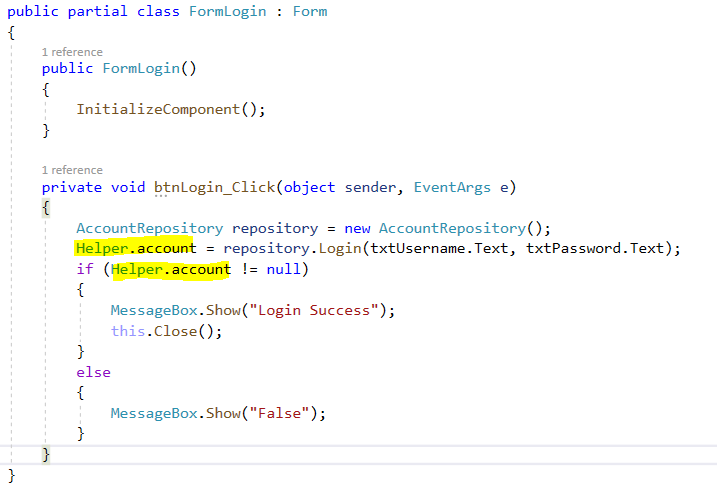 public partial class FormLogin : Form
{
1 reference
public FormLogin()
{
InitializeComponent();
}
1 reference
private void btnLogin_Click(object sender, EventArgs e)
{
AccountRepository repository = new AccountRepository();
Helper.account = repository.Login(txtUsername.Text, txtPassword.Text);
if (Helper.account != null)
{
MessageBox.Show("Login Success");
this.Close();
}
else
{
MessageBox.Show("False");
}
}
}